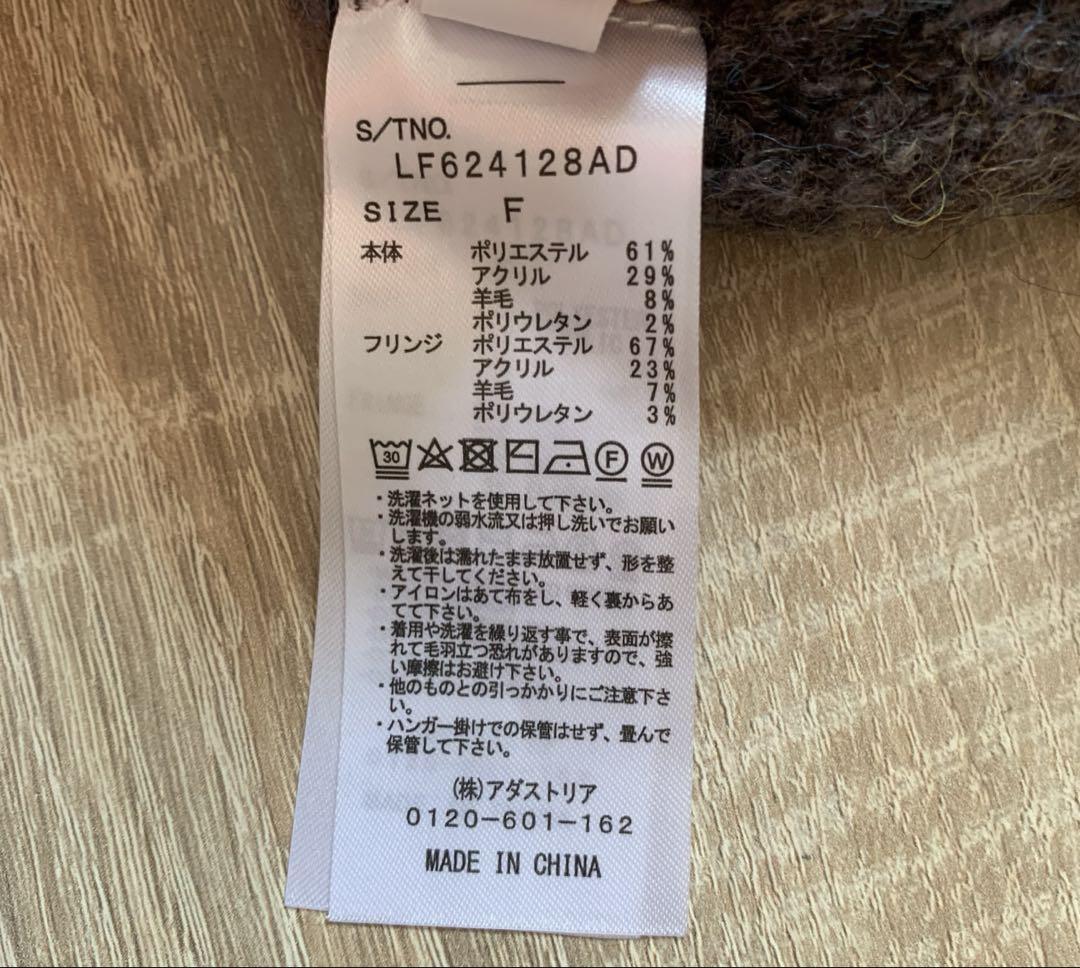 S/TNO.
LF624128AD
SIZE F
本体 ポリエステル 61%
アクリル 29%
羊毛 8%
ポリウレタン 2%
フリンジ ポリエステル 67%
アクリル 23%
羊毛 7%
ポリウレタン 3%
30 F W
・洗濯ネットを使用して下さい。
・洗濯機の弱水流又は押し洗いでお願い
します。
・洗濯後は濡れたまま放置せず、形を整
えて干してください。
・アイロンはあて布をし、軽く裏からあ
てて下さい。
・着用や洗濯を繰り返す事で、表面が擦
れて毛羽立つ恐れがありますので、強
い摩擦はお避け下さい。
・他のものとの引っかかりにご注意下さ
い。
・ハンガー掛けでの保管はせず、畳んで
保管して下さい。
(株)アダストリア
0120-601-162
MADE IN CHINA